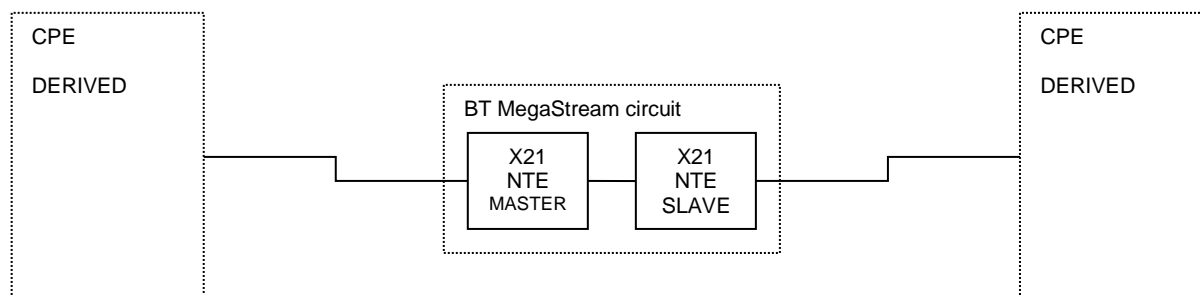 CPE
DERIVED
CPE
DERIVED
BT MegaStream circuit
X21
NTE
MASTER
X21
NTE
SLAVE